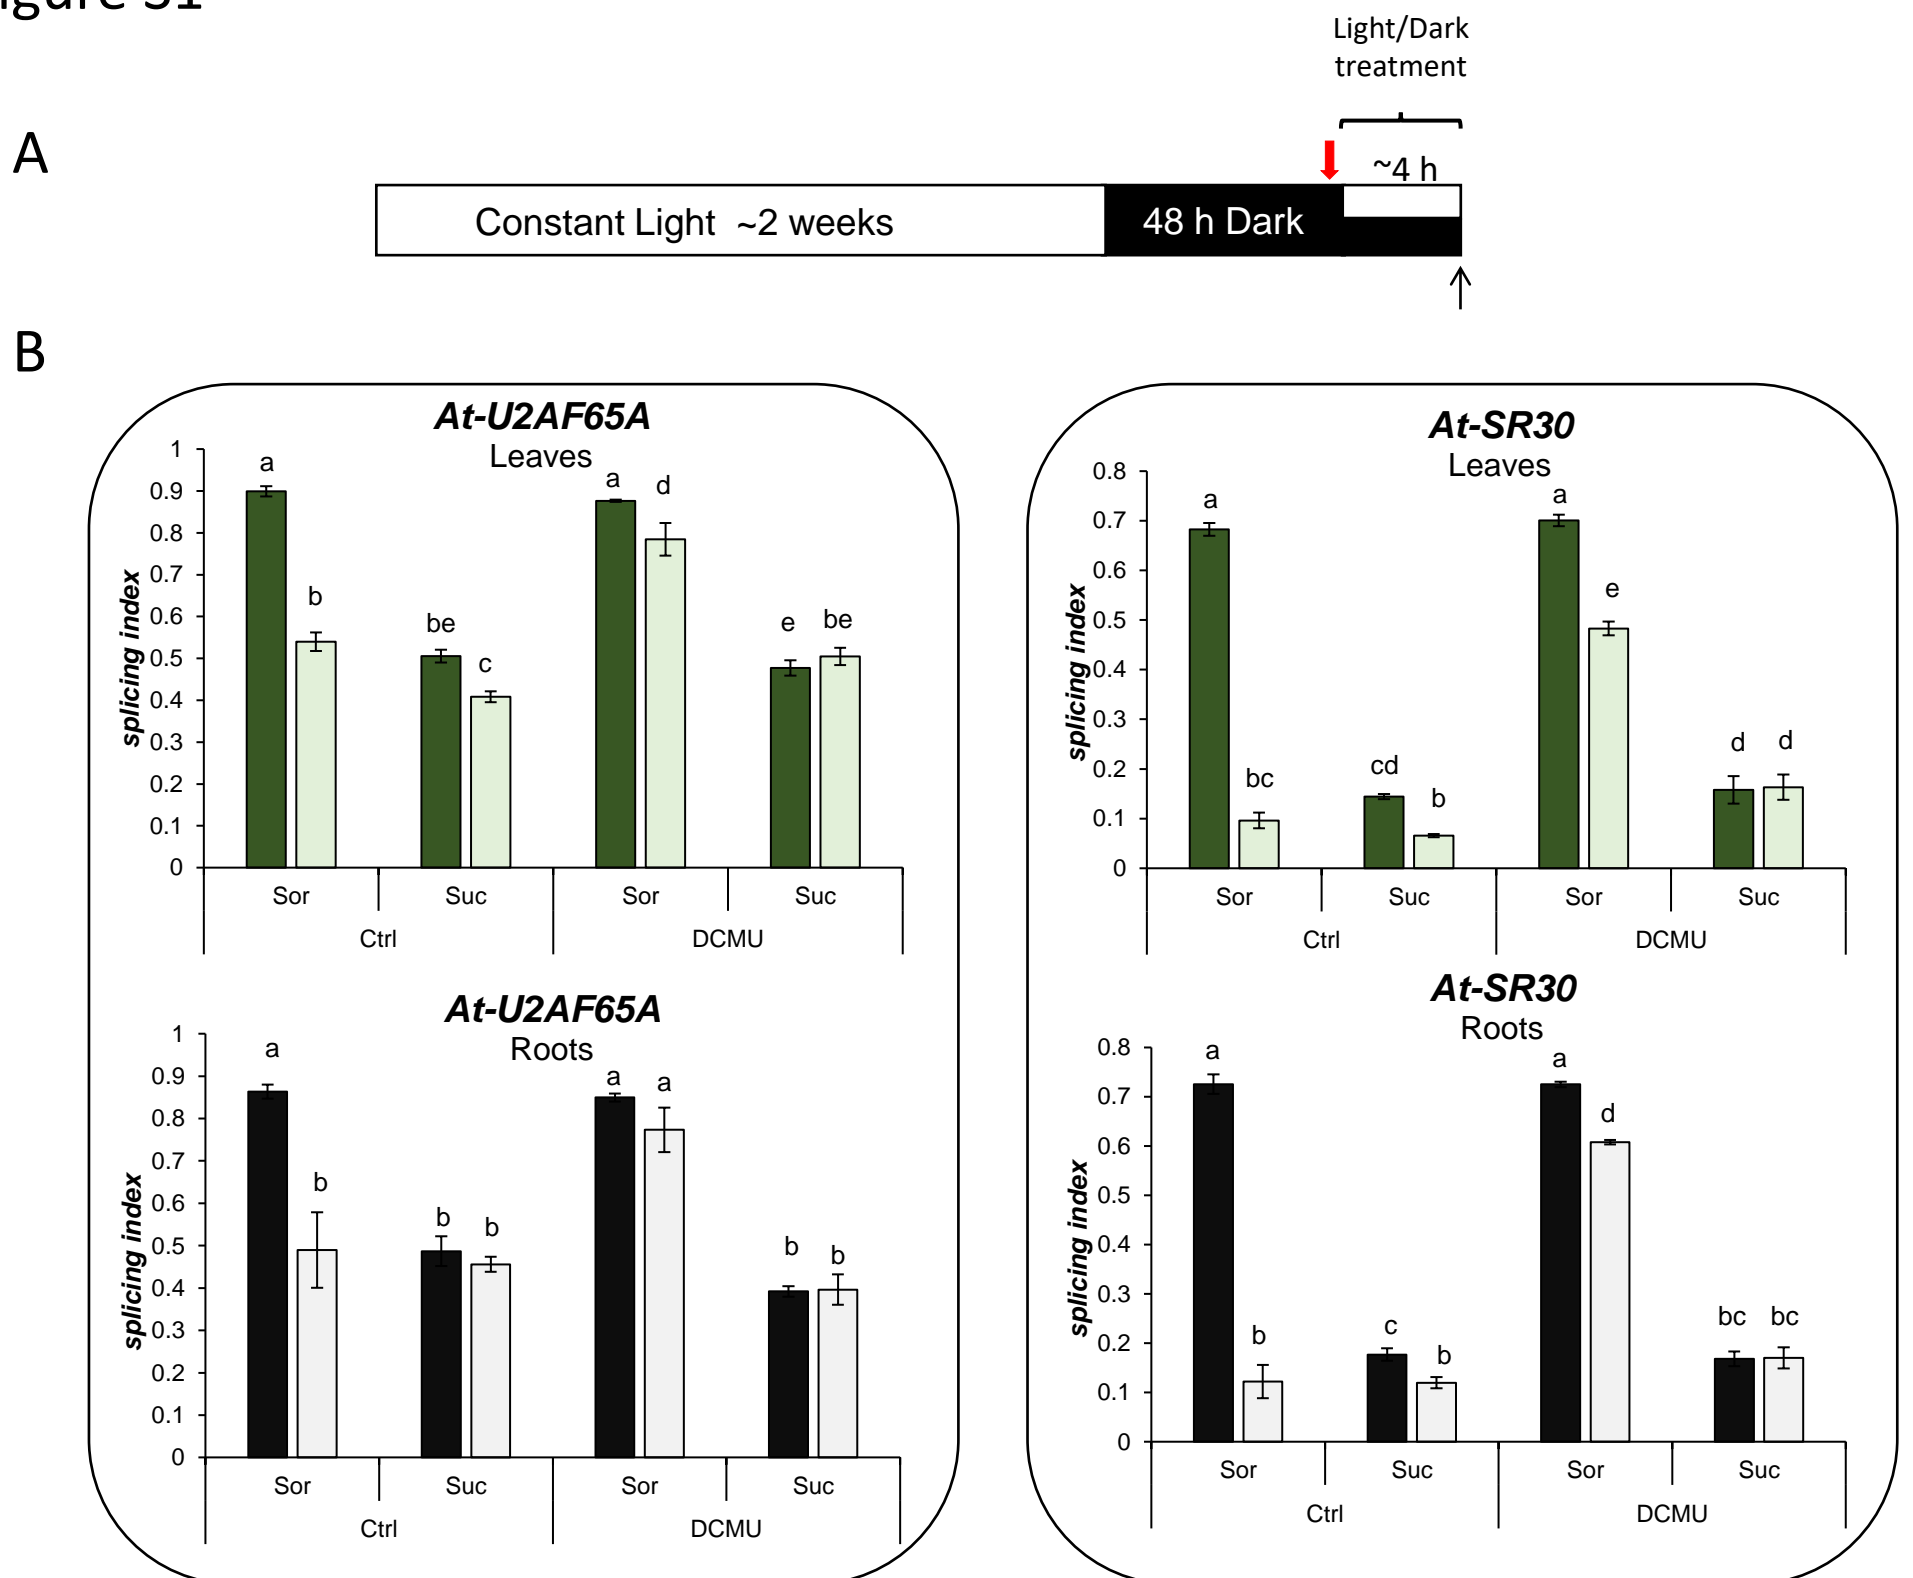 Figure S1
Light/Dark
treatment
A
~4 h
Constant Light ~2 weeks
48 h Dark
B
At-U2AF65A
Leaves
splicing index
1
0.9
0.8
0.7
0.6
0.5
0.4
0.3
0.2
0.1
0
a
b
be
c
a
d
e
be
Sor
Suc
Sor
Suc
Ctrl
DCMU
At-U2AF65A
Roots
splicing index
1
0.9
0.8
0.7
0.6
0.5
0.4
0.3
0.2
0.1
0
a
b
b
b
a
a
b
b
Sor
Suc
Sor
Suc
Ctrl
DCMU
At-SR30
Leaves
splicing index
0.8
0.7
0.6
0.5
0.4
0.3
0.2
0.1
0
a
bc
cd
b
a
e
d
d
Sor
Suc
Sor
Suc
Ctrl
DCMU
At-SR30
Roots
splicing index
0.8
0.7
0.6
0.5
0.4
0.3
0.2
0.1
0
a
b
c
b
a
d
bc
bc
Sor
Suc
Sor
Suc
Ctrl
DCMU